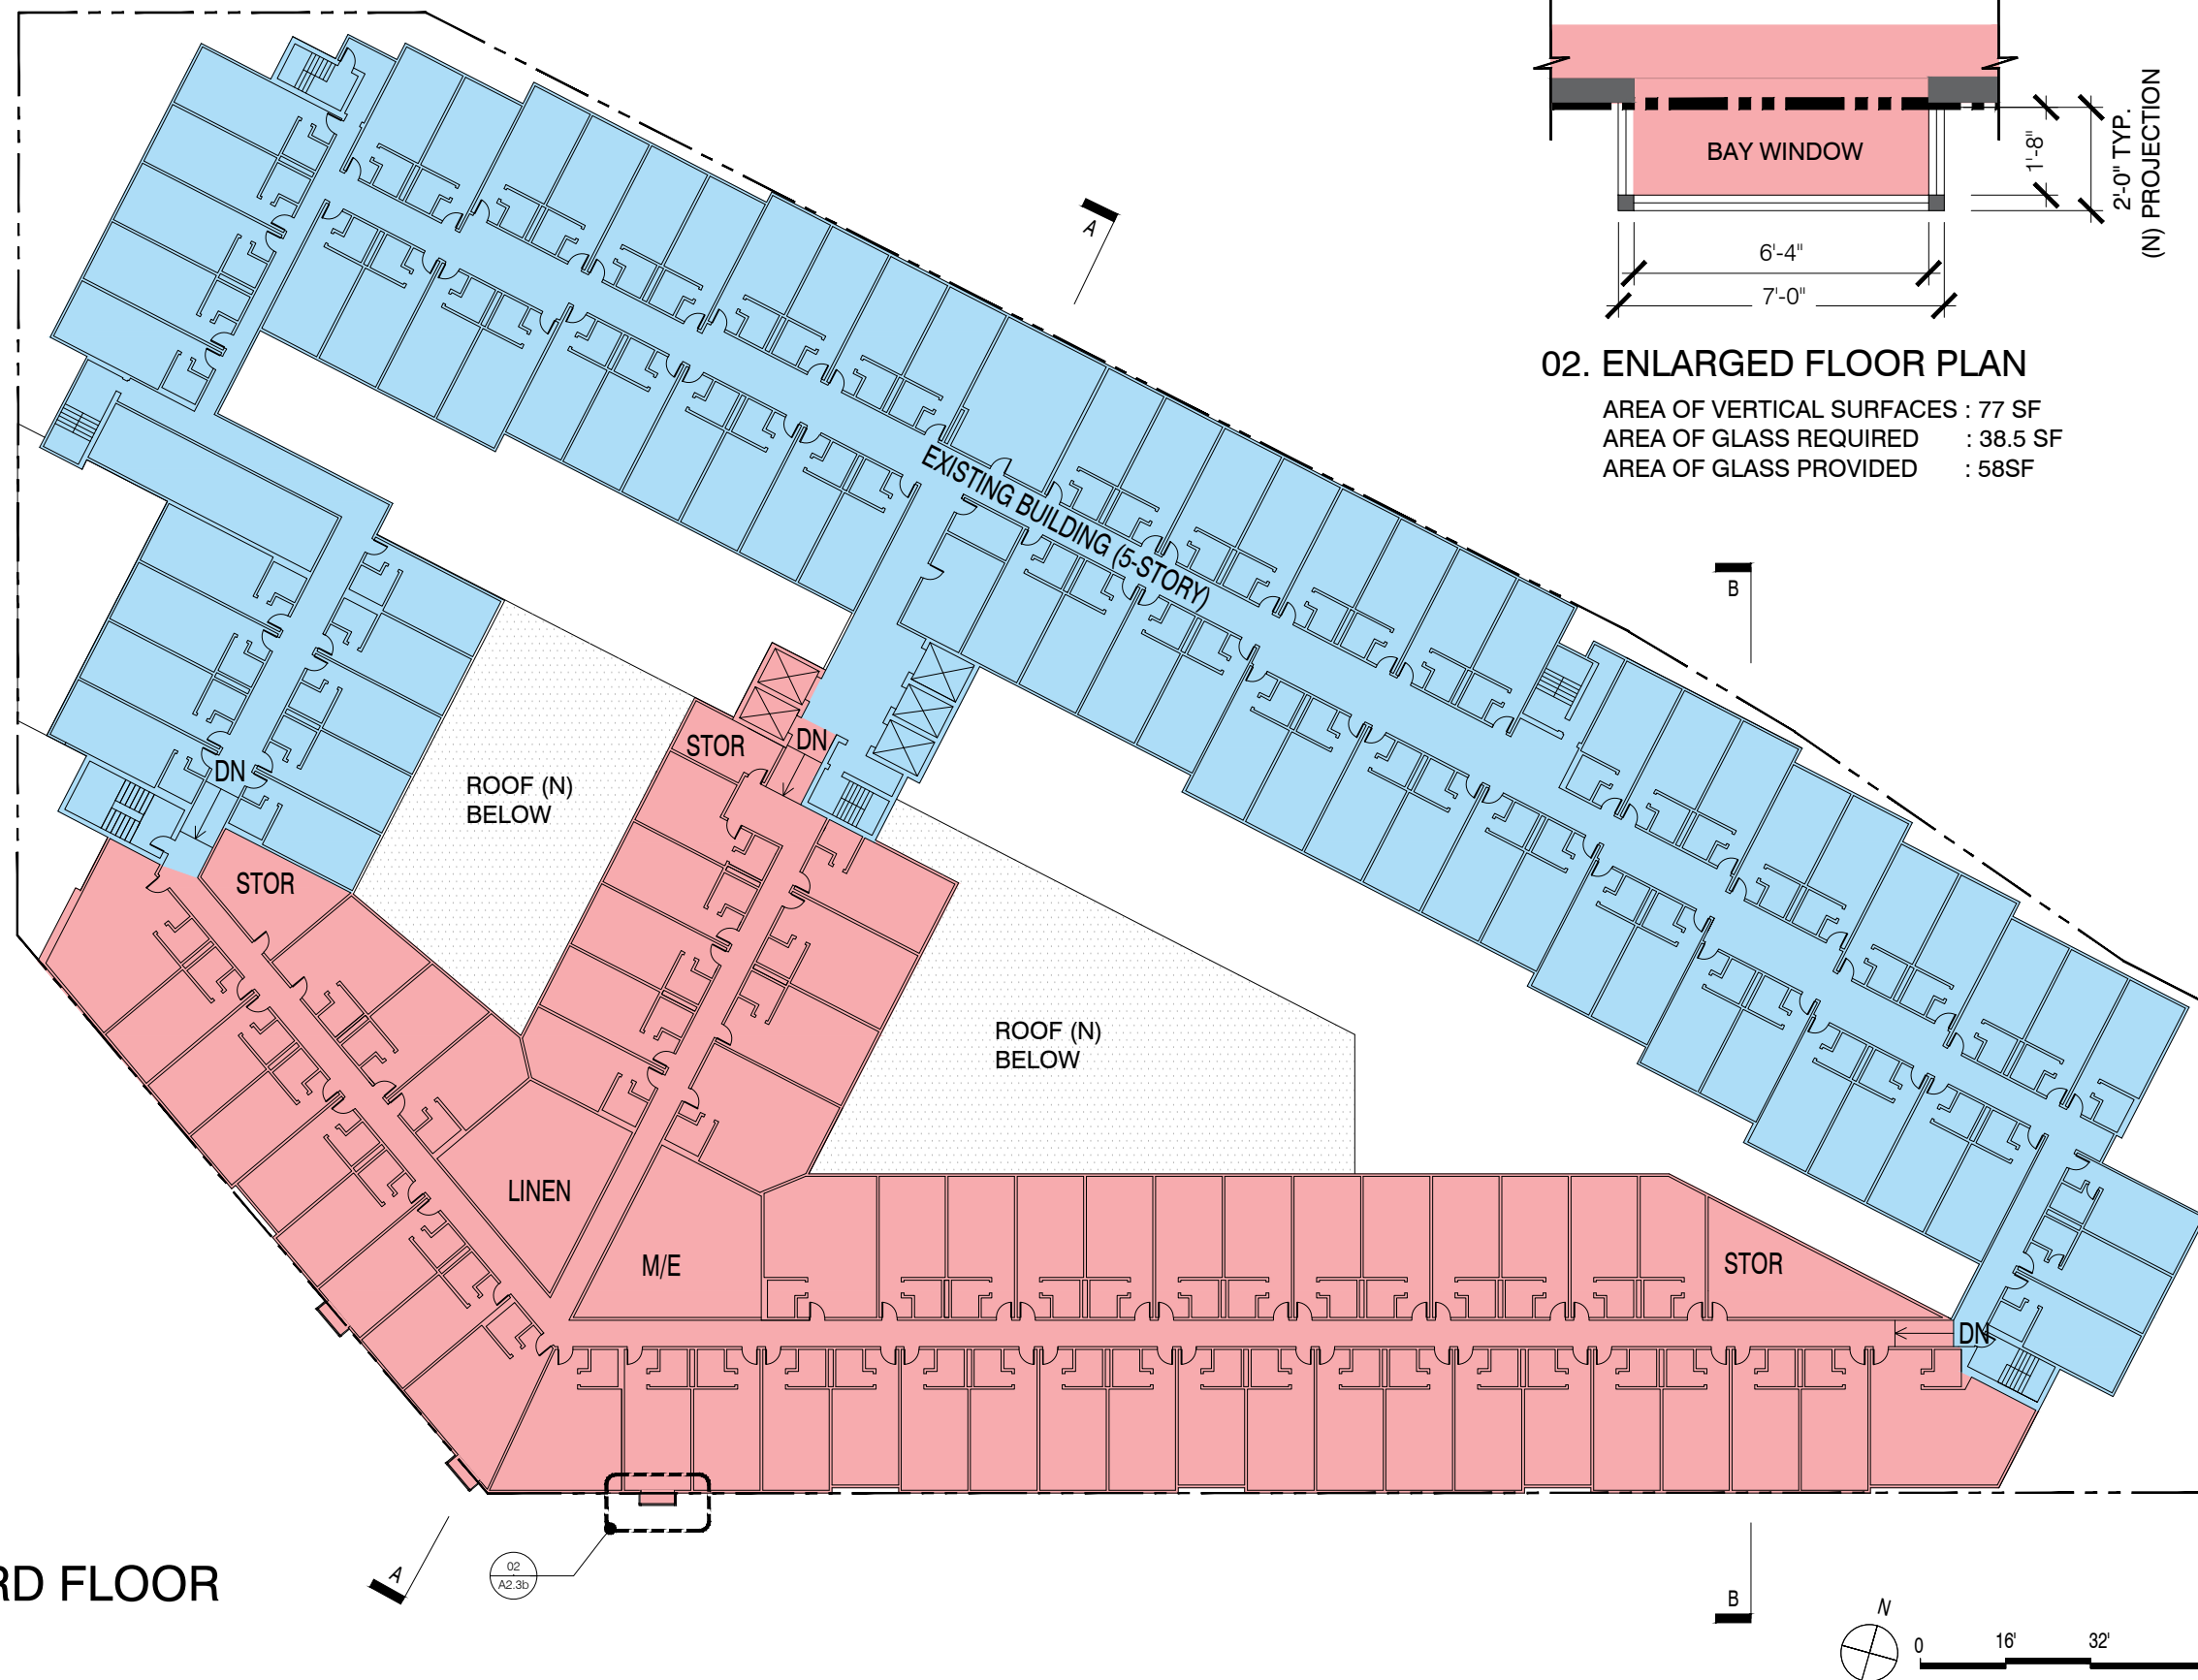 A
BAY WINDOW
1'-8"
2'-0" TYP.
(N) PROJECTION
6'-4"
7'-0"
02. ENLARGED FLOOR PLAN
AREA OF VERTICAL SURFACES : 77 SF
AREA OF GLASS REQUIRED : 38.5 SF
AREA OF GLASS PROVIDED : 58SF
EXISTING BUILDING (5-STORY)
B
STOR
DN
DN
ROOF (N)
BELOW
STOR
ROOF (N)
BELOW
LINEN
M/E
STOR
DN
A
02
A2.3b
B
RD FLOOR
N
0
16'
32'